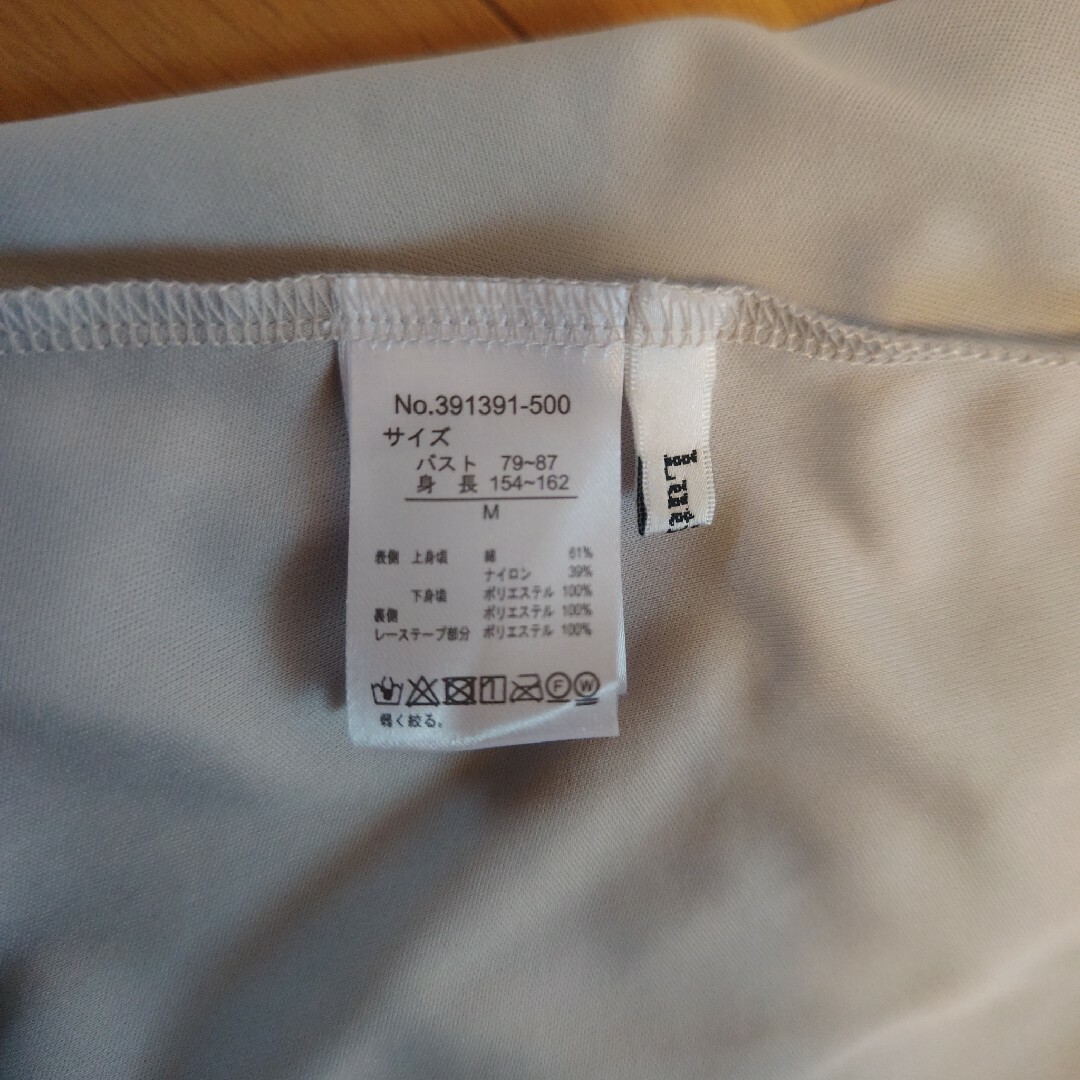 No.391391-500
サイズ
バスト 79~87
身 長 154~162
M
表側 上身頃 綿 61%
ナイロン 39%
下身頃 ポリエステル 100%
裏側 ポリエステル 100%
レーステープ部分 ポリエステル 100%
F W
弱く絞る。